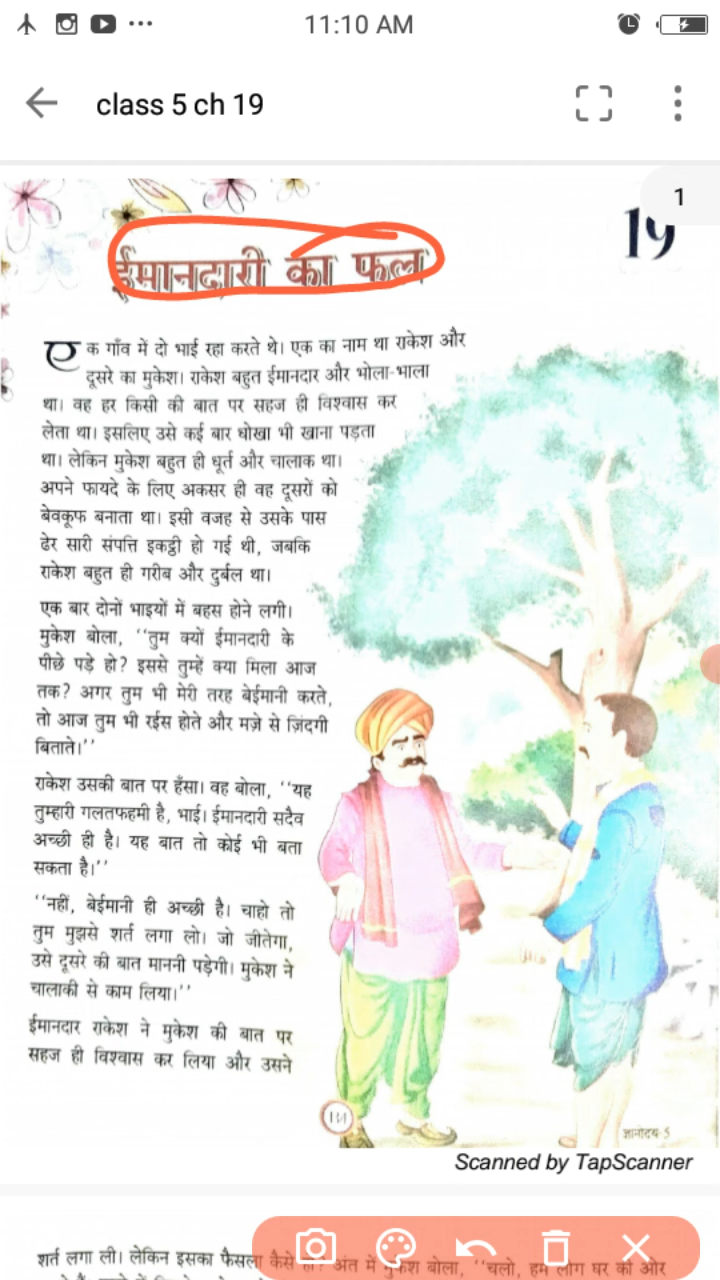 11:10 AM
class 5 ch 19
1
19
ईमानदारी का फल
एक गाँव में दो भाई रहा करते थे। एक का नाम था राकेश और
दूसरे का मुकेश। राकेश बहुत ईमानदार और भोला-भाला
था। वह हर किसी की बात पर सहज ही विश्वास कर
लेता था। इसलिए उसे कई बार धोखा भी खाना पड़ता
था। लेकिन मुकेश बहुत ही धूर्त और चालाक था।
अपने फायदे के लिए अकसर ही वह दूसरों को
बेवकूफ बनाता था। इसी वजह से उसके पास
ढेर सारी संपत्ति इकट्ठी हो गई थी, जबकि
राकेश बहुत ही गरीब और दुर्बल था।
एक बार दोनों भाइयों में बहस होने लगी।
मुकेश बोला, ''तुम क्यों ईमानदारी के
पीछे पड़े हो? इससे तुम्हें क्या मिला आज
तक? अगर तुम भी मेरी तरह बेईमानी करते,
तो आज तुम भी रईस होते और मज़े से ज़िंदगी
बिताते।''
राकेश उसकी बात पर हँसा। वह बोला, ''यह
तुम्हारी गलतफहमी है, भाई। ईमानदारी सदैव
अच्छी ही है। यह बात तो कोई भी बता
सकता है।''
''नहीं, बेईमानी ही अच्छी है। चाहो तो
तुम मुझसे शर्त लगा लो। जो जीतेगा,
उसे दूसरे की बात माननी पड़ेगी। मुकेश ने
चालाकी से काम लिया।''
ईमानदार राकेश ने मुकेश की बात पर
सहज ही विश्वास कर लिया और उसने
ज्ञानोदय-5
Scanned by TapScanner
शर्त लगा ली। लेकिन इसका फैसला कैसे हो? अंत में मुकेश बोला, ''चलो, हम लोग घर की ओर